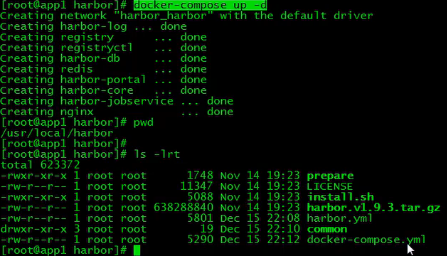 [root@app1 harbor]# docker-compose up -d
Creating network "harbor_harbor" with the default driver
Creating harbor-log ... done
Creating registry ... done
Creating registryctl ... done
Creating harbor-db ... done
Creating redis ... done
Creating harbor-portal ... done
Creating harbor-core ... done
Creating harbor-jobservice ... done
Creating nginx ... done
[root@app1 harbor]# pwd
/usr/local/harbor
[root@app1 harbor]# ls -lrt
total 623372
-rwxr-xr-x 1 root root 1748 Nov 14 19:23 prepare
-rw-r--r-- 1 root root 11347 Nov 14 19:23 LICENSE
-rwxr-xr-x 1 root root 5088 Nov 14 19:23 install.sh
-rw-r--r-- 1 root root 638288840 Nov 14 19:23 harbor.v1.9.3.tar.gz
-rw-r--r-- 1 root root 5801 Dec 15 22:08 harbor.yml
drwxr-xr-x 3 root root 19 Dec 15 22:10 common
-rw-r--r-- 1 root root 5290 Dec 15 22:12 docker-compose.yml
[root@app1 harbor]#